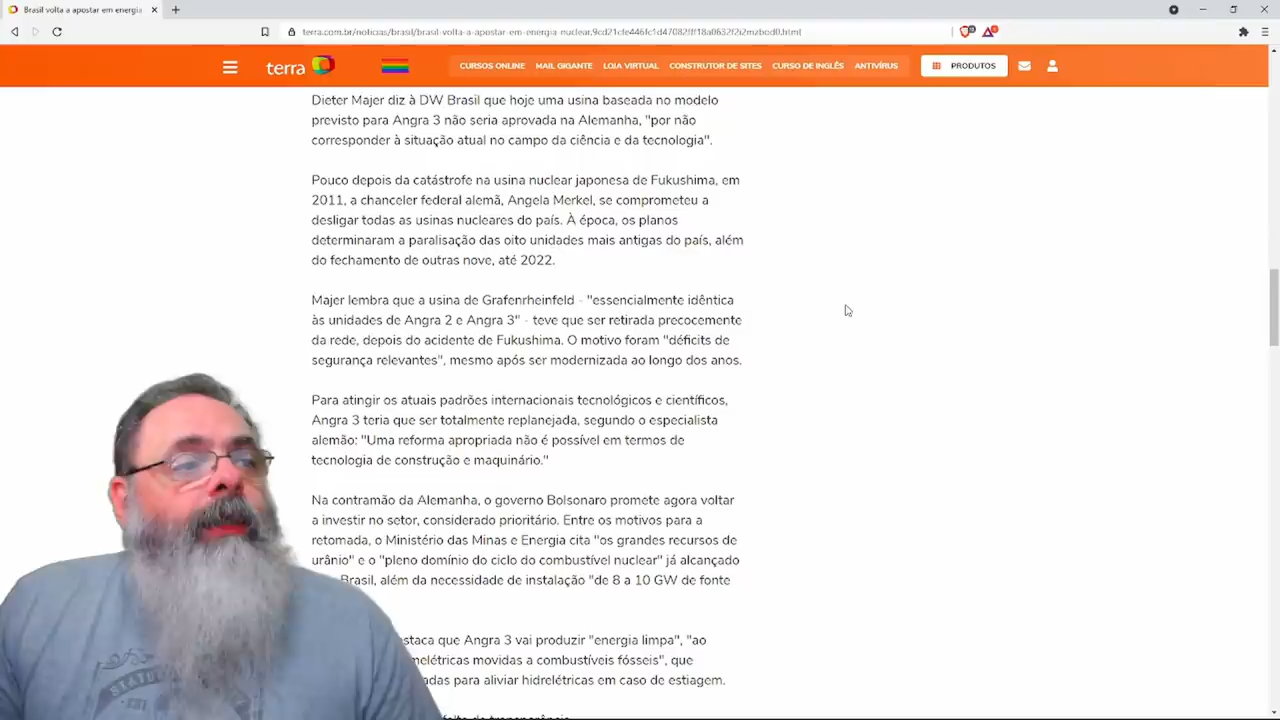 Brasil volta a apostar em energia
terra.com.br/noticias/brasil/brasil-volta-a-apostar-em-energia-nuclear,
terra
CURSOS ONLINE MAIL GIGANTE LOJA VIRTUAL CONSTRUTOR DE SITES CURSO DE INGLÊS ANTIVÍRUS PRODUTOS
Dieter Majer diz à DW Brasil que hoje uma usina baseada no modelo
previsto para Angra 3 não seria aprovada na Alemanha, "por não
corresponder à situação atual no campo da ciência e da tecnologia".
Pouco depois da catástrofe na usina nuclear japonesa de Fukushima, em
2011, a chanceler federal alemã, Angela Merkel, se comprometeu a
desligar todas as usinas nucleares do país. À época, os planos
determinaram a paralisação das oito unidades mais antigas do país, além
do fechamento de outras nove, até 2022.
Majer lembra que a usina de Grafenrheinfeld - "essencialmente idêntica
às unidades de Angra 2 e Angra 3" - teve que ser retirada precocemente
da rede, depois do acidente de Fukushima. O motivo foram "déficits de
segurança relevantes", mesmo após ser modernizada ao longo dos anos.
Para atingir os atuais padrões internacionais tecnológicos e científicos,
Angra 3 teria que ser totalmente replanejada, segundo o especialista
alemão: "Uma reforma apropriada não é possível em termos de
tecnologia de construção e maquinário."
Na contramão da Alemanha, o governo Bolsonaro promete agora voltar
a investir no setor, considerado prioritário. Entre os motivos para a
retomada, o Ministério das Minas e Energia cita "os grandes recursos de
urânio" e o "pleno domínio do ciclo do combustível nuclear" já alcançado
Brasil, além da necessidade de instalação "de 8 a 10 GW de fonte
staca que Angra 3 vai produzir "energia limpa", "ao
nelétricas movidas a combustíveis fósseis", que
adas para aliviar hidrelétricas em caso de estiagem.